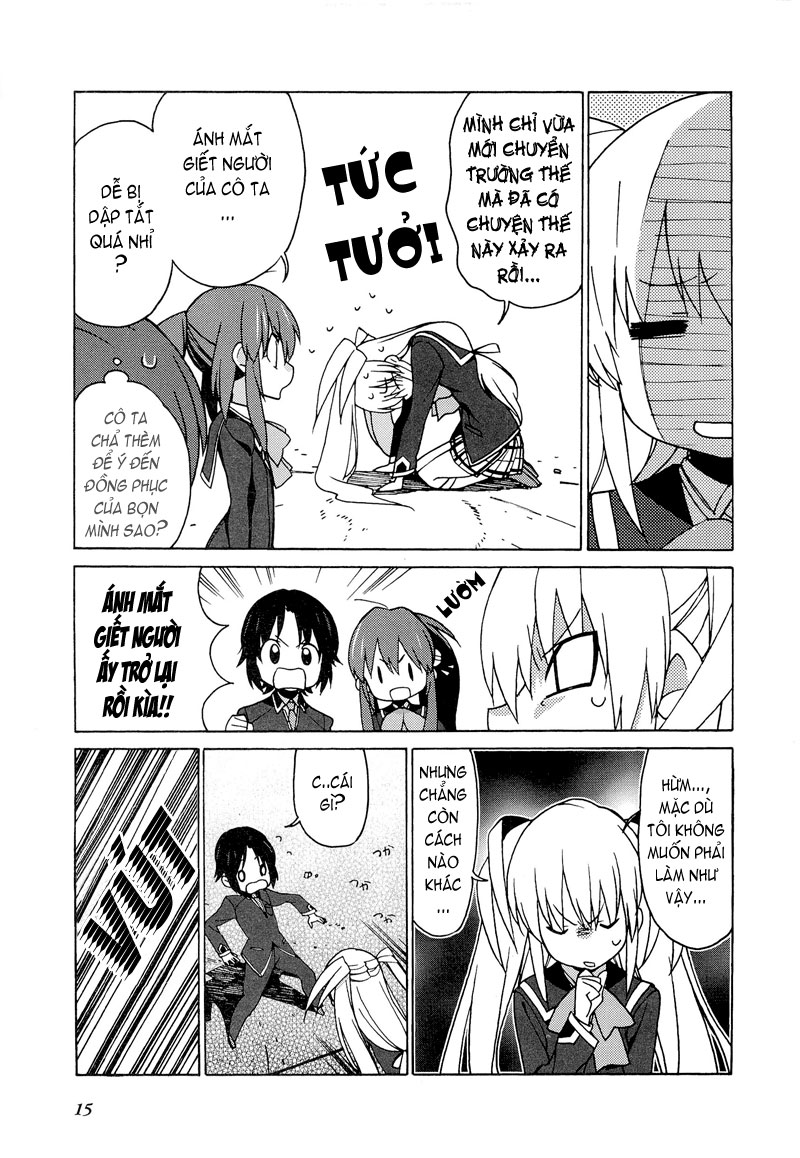 MÌNH CHỈ VỪA
MỚI CHUYỂN
TRƯỜNG THẾ
MÀ ĐÃ CÓ
CHUYỆN THẾ
NÀY XẢY RA
RỒI...
TỨC
TƯỞI
ÁNH MẮT
GIẾT NGƯỜI
CỦA CÔ TA
...
DỄ BỊ
DẬP TẮT
QUÁ NHỈ
?
CÔ TA
CHẢ THÈM
ĐỂ Ý ĐẾN
ĐỒNG PHỤC
CỦA BỌN
MÌNH SAO?
LƯỜM
ÁNH MẮT
GIẾT NGƯỜI
ẤY TRỞ LẠI
RỒI KÌA!!
HỪM...,
MẶC DÙ
TÔI KHÔNG
MUỐN PHẢI
LÀM NHƯ
VẬY...
NHƯNG
CHẲNG
CÒN
CÁCH
NÀO
KHÁC
...
C..CÁI
GÌ?
VÚT
15